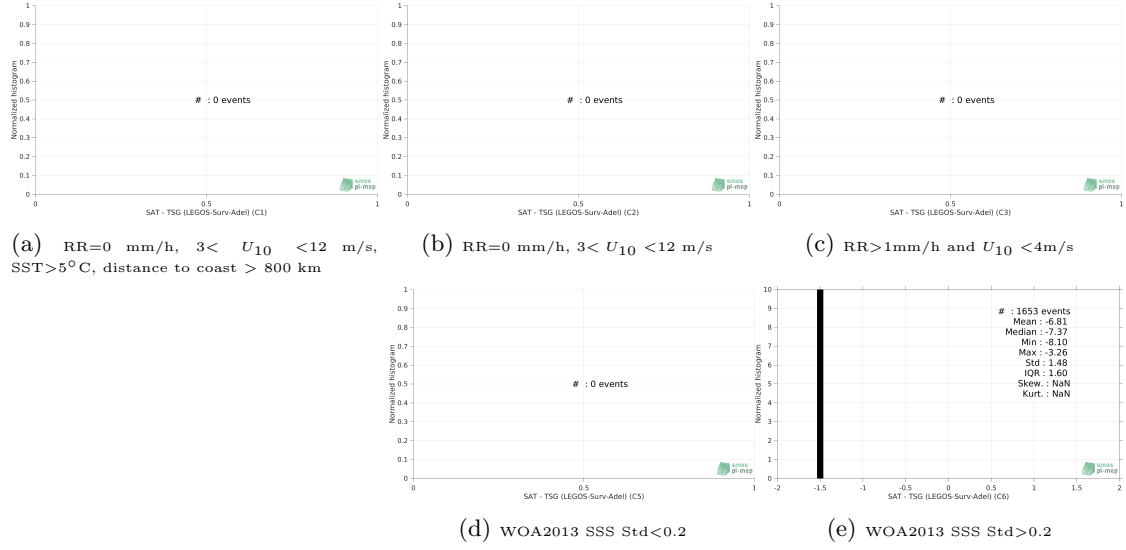 1
0.9
0.8
0.7
0.6
0.5
0.4
0.3
0.2
0.1
0
Normalized histogram
# : 0 events
smos
pi-mep
0 0.5 1
SAT - TSG (LEGOS-Surv-Adel) (C1)
(a) RR=0 mm/h, 3< U10 <12 m/s,
SST>5°C, distance to coast > 800 km
1
0.9
0.8
0.7
0.6
0.5
0.4
0.3
0.2
0.1
0
Normalized histogram
# : 0 events
smos
pi-mep
0 0.5 1
SAT - TSG (LEGOS-Surv-Adel) (C2)
(b) RR=0 mm/h, 3< U10 <12 m/s
1
0.9
0.8
0.7
0.6
0.5
0.4
0.3
0.2
0.1
0
Normalized histogram
# : 0 events
smos
pi-mep
0 0.5 1
SAT - TSG (LEGOS-Surv-Adel) (C3)
(c) RR>1mm/h and U10 <4m/s
1
0.9
0.8
0.7
0.6
0.5
0.4
0.3
0.2
0.1
0
Normalized histogram
# : 0 events
smos
pi-mep
0 0.5 1
SAT - TSG (LEGOS-Surv-Adel) (C5)
(d) WOA2013 SSS Std<0.2
10
9
8
7
6
5
4
3
2
1
0
Normalized histogram
# : 1653 events
Mean : -6.81
Median : -7.37
Min : -8.10
Max : -3.26
Std : 1.48
IQR : 1.60
Skew. : NaN
Kurt. : NaN
smos
pi-mep
-2 -1.5 -1 -0.5 0 0.5 1 1.5 2
SAT - TSG (LEGOS-Surv-Adel) (C6)
(e) WOA2013 SSS Std>0.2